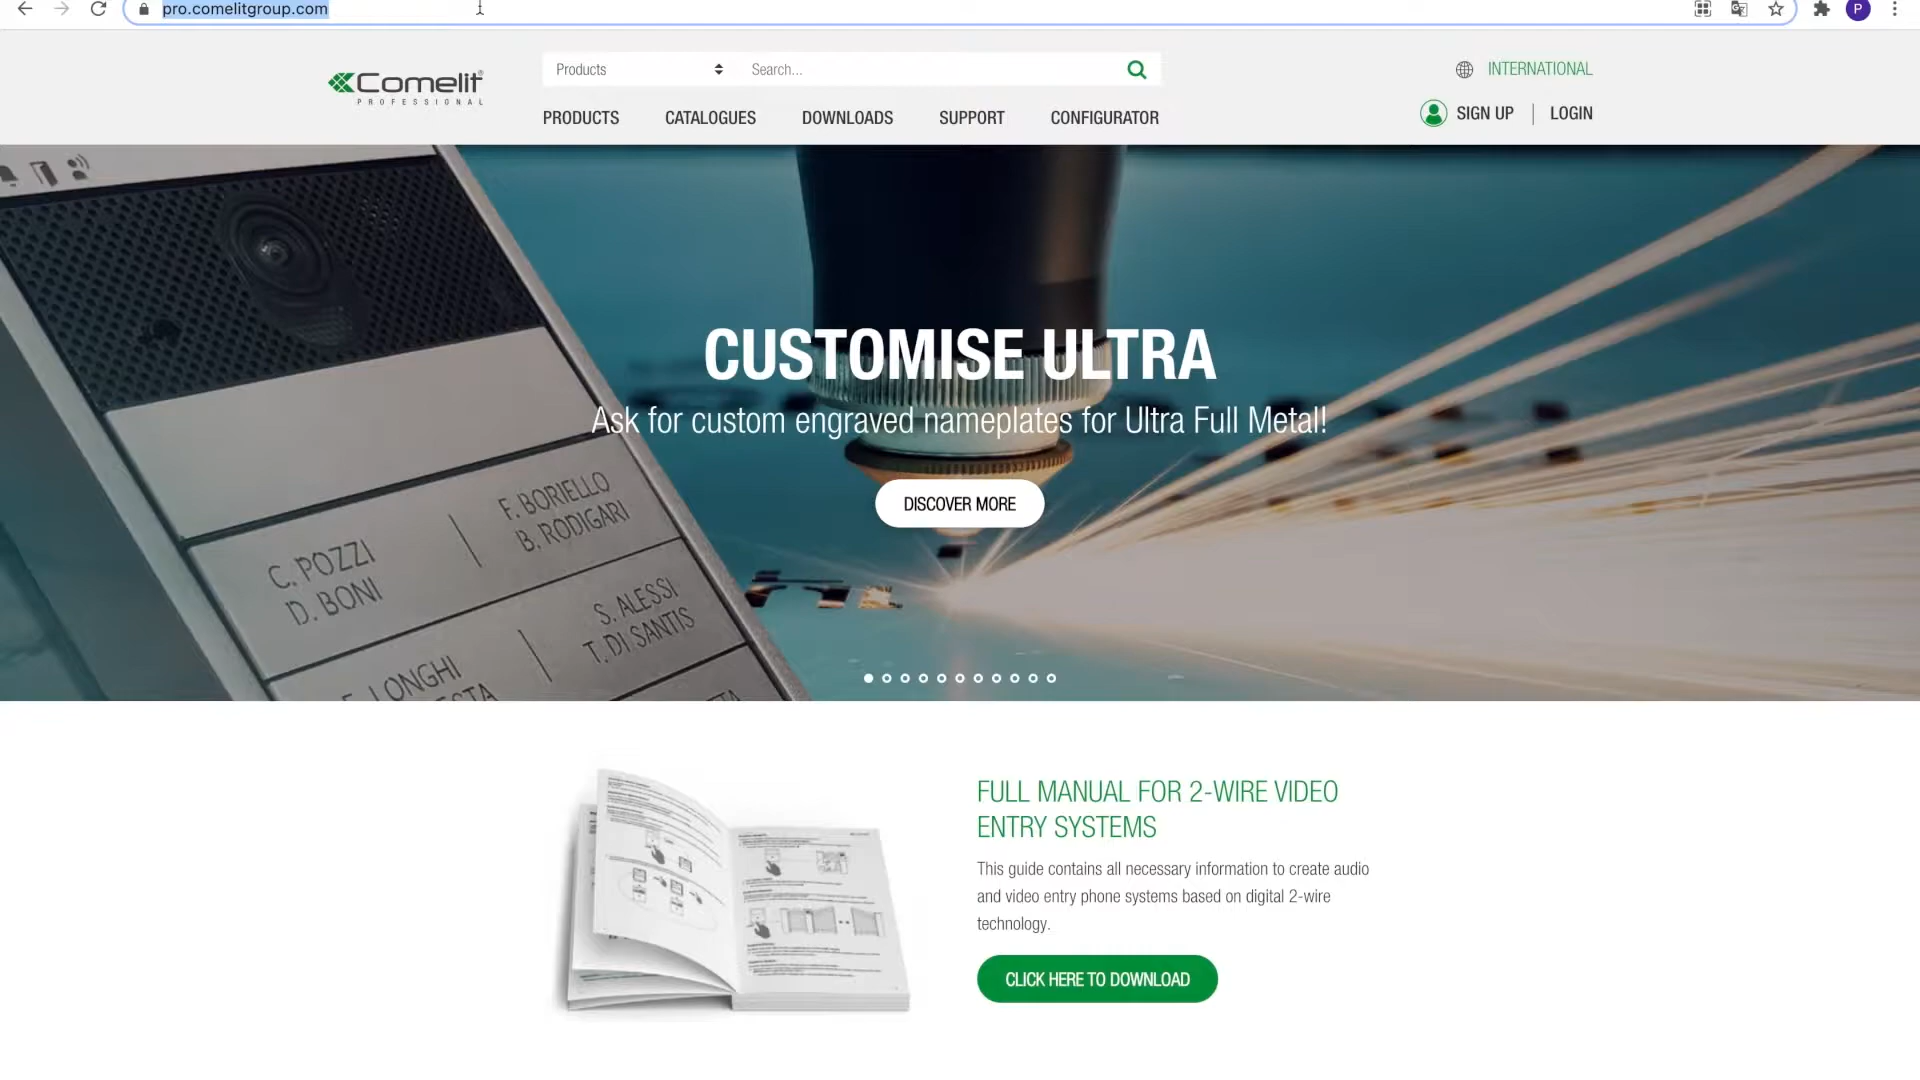 pro.comelitgroup.com
P
Comelit®
PROFESSIONAL
Products
Search...
INTERNATIONAL
PRODUCTS
CATALOGUES
DOWNLOADS
SUPPORT
CONFIGURATOR
SIGN UP
LOGIN
CUSTOMISE ULTRA
Ask for custom engraved nameplates for Ultra Full Metal!
DISCOVER MORE
C. POZZI
D. BONI
F. BORIELLO
B. RODIGARI
S. ALESSI
T. DI SANTIS
LONGHI
FULL MANUAL FOR 2-WIRE VIDEO
ENTRY SYSTEMS
This guide contains all necessary information to create audio
and video entry phone systems based on digital 2-wire
technology.
CLICK HERE TO DOWNLOAD